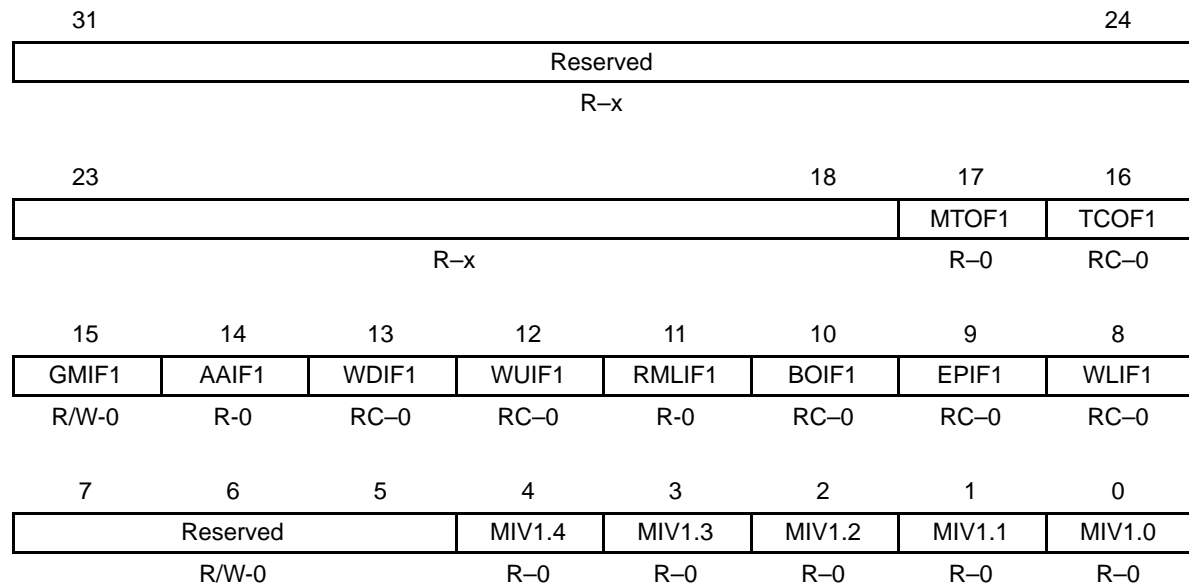 31 24
Reserved
R–x
23 18 17 16
MTOF1 TCOF1
R–x R–0 RC–0
15 14 13 12 11 10 9 8
GMIF1 AAIF1 WDIF1 WUIF1 RMLIF1 BOIF1 EPIF1 WLIF1
R/W-0 R-0 RC–0 RC–0 R-0 RC–0 RC–0 RC–0
7 6 5 4 3 2 1 0
Reserved MIV1.4 MIV1.3 MIV1.2 MIV1.1 MIV1.0
R/W-0 R–0 R–0 R–0 R–0 R–0